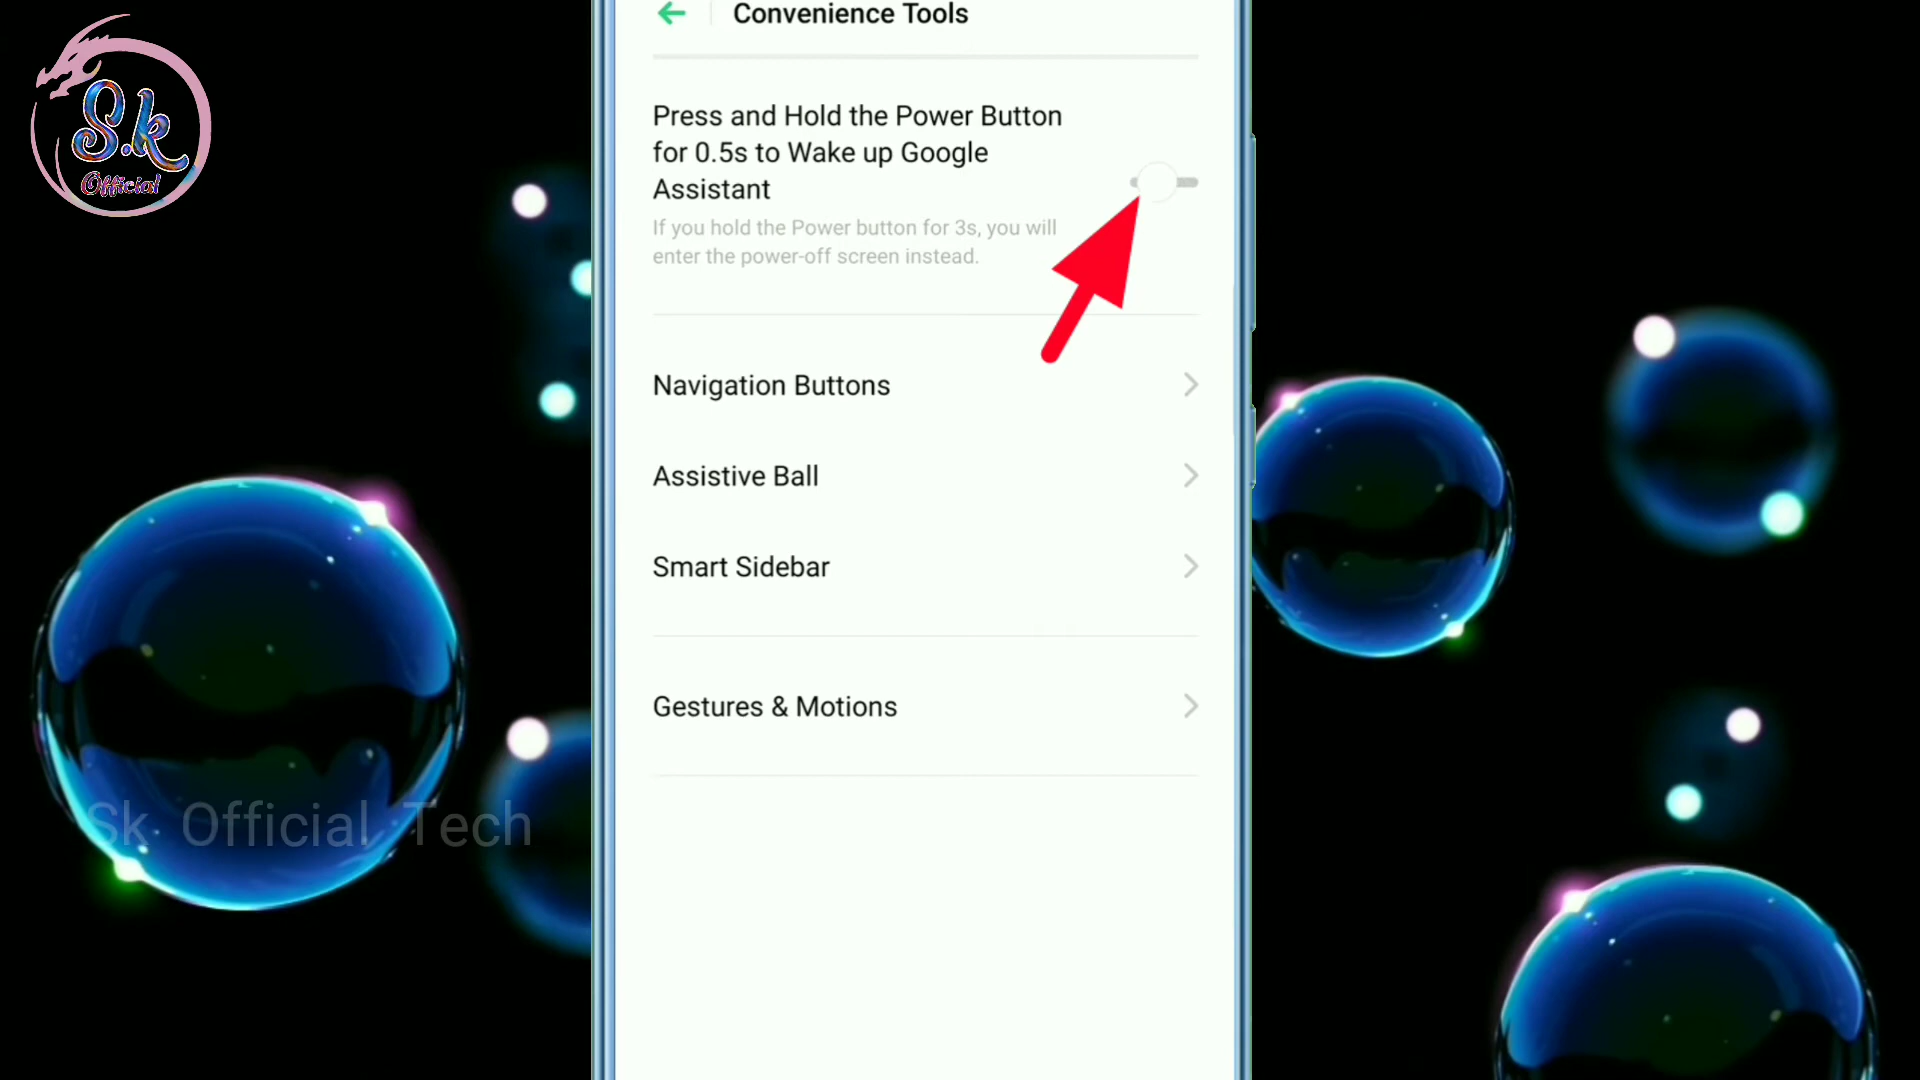 S.k
Official
Convenience Tools
Press and Hold the Power Button
for 0.5s to Wake up Google
Assistant
If you hold the Power button for 3s, you will
enter the power-off screen instead.
Navigation Buttons
Assistive Ball
Smart Sidebar
Gestures & Motions
Sk Official Tech